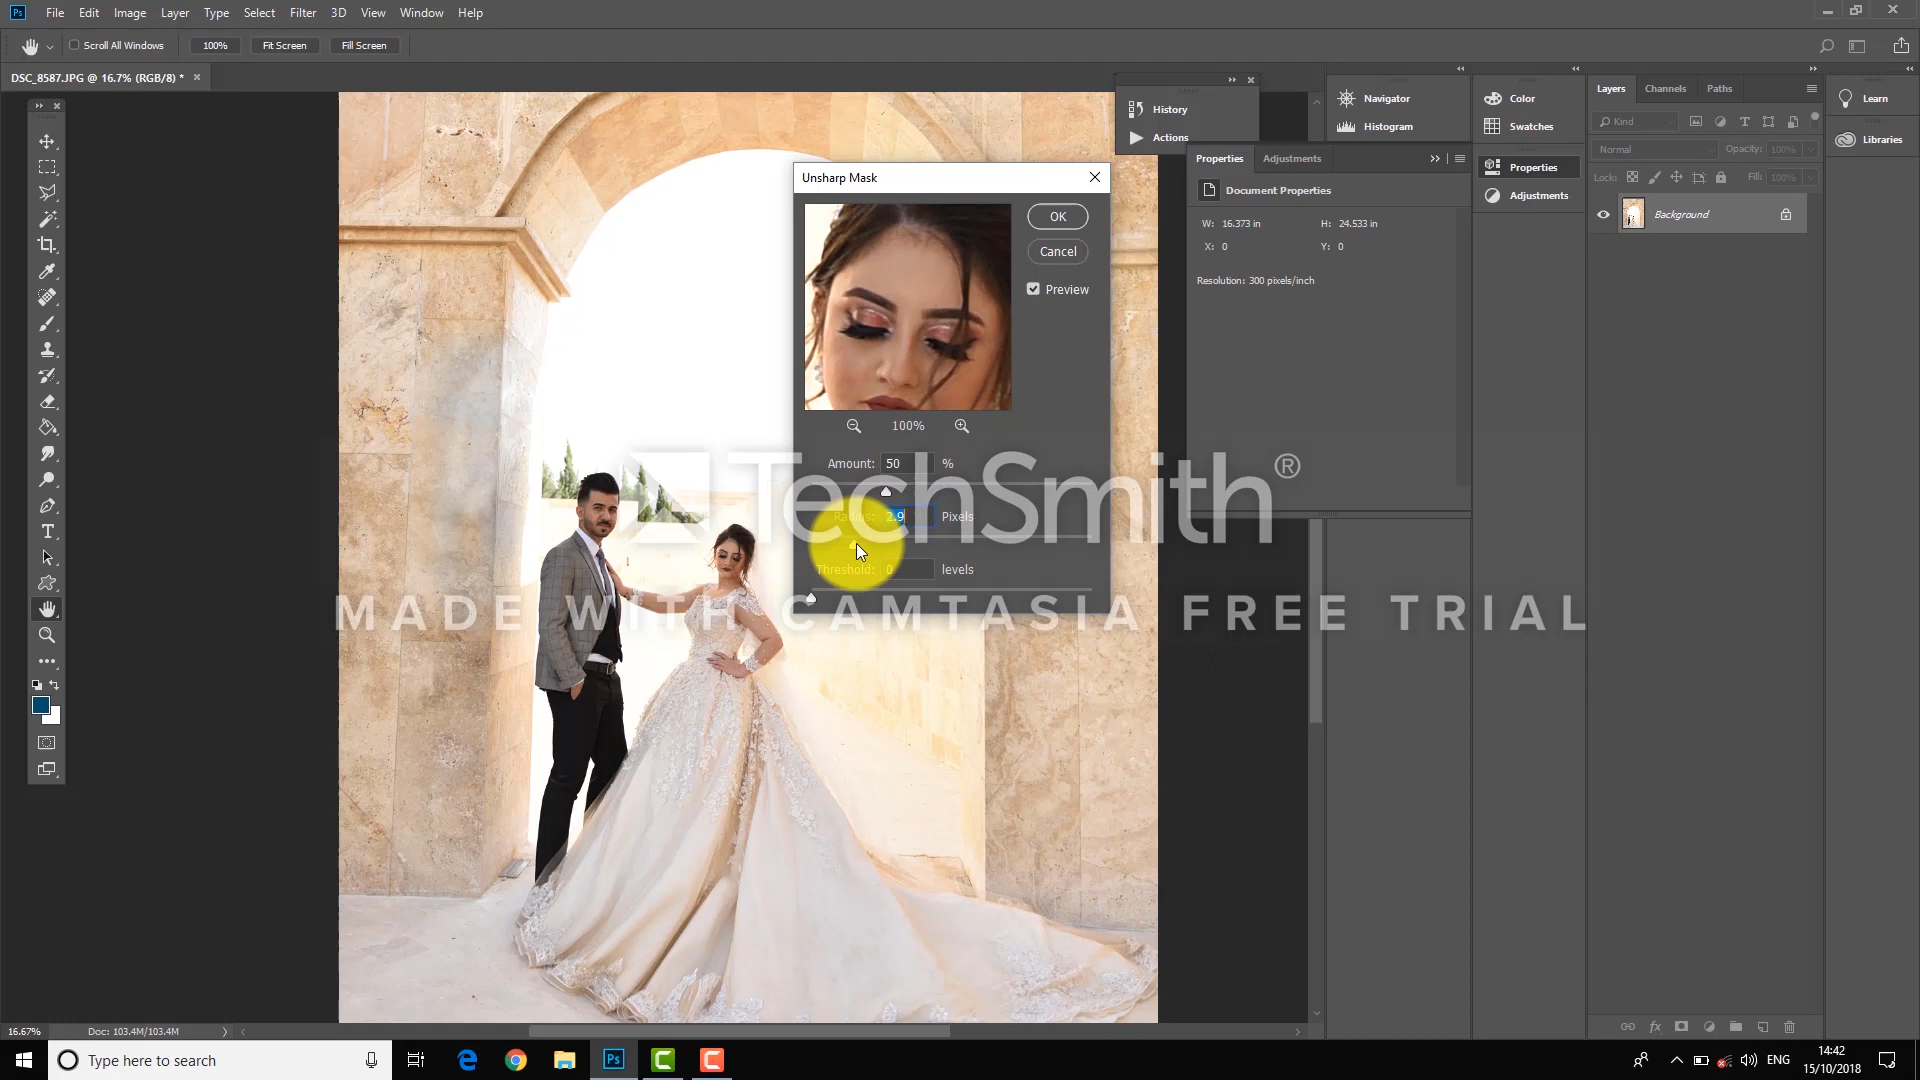 Ps File Edit Image Layer Type Select Filter 3D View Window Help
Scroll All Windows 100% Fit Screen Fill Screen
DSC_8587.JPG @ 16.7% (RGB/8) *
History
Actions
Navigator
Histogram
Color
Swatches
Properties
Adjustments
Layers Channels Paths
Kind
Normal Opacity: 100%
Lock: Fill: 100%
Background
Learn
Libraries
Properties Adjustments
Document Properties
W: 16.373 in H: 24.533 in
X: 0 Y: 0
Resolution: 300 pixels/inch
Unsharp Mask
OK
Cancel
Preview
100%
Amount: 50 %
Radius: 2.9 Pixels
Threshold: 0 levels
TechSmith®
MADE WITH CAMTASIA FREE TRIAL
16.67% Doc: 103.4M/103.4M
Type here to search
Ps
ENG
14:42
15/10/2018